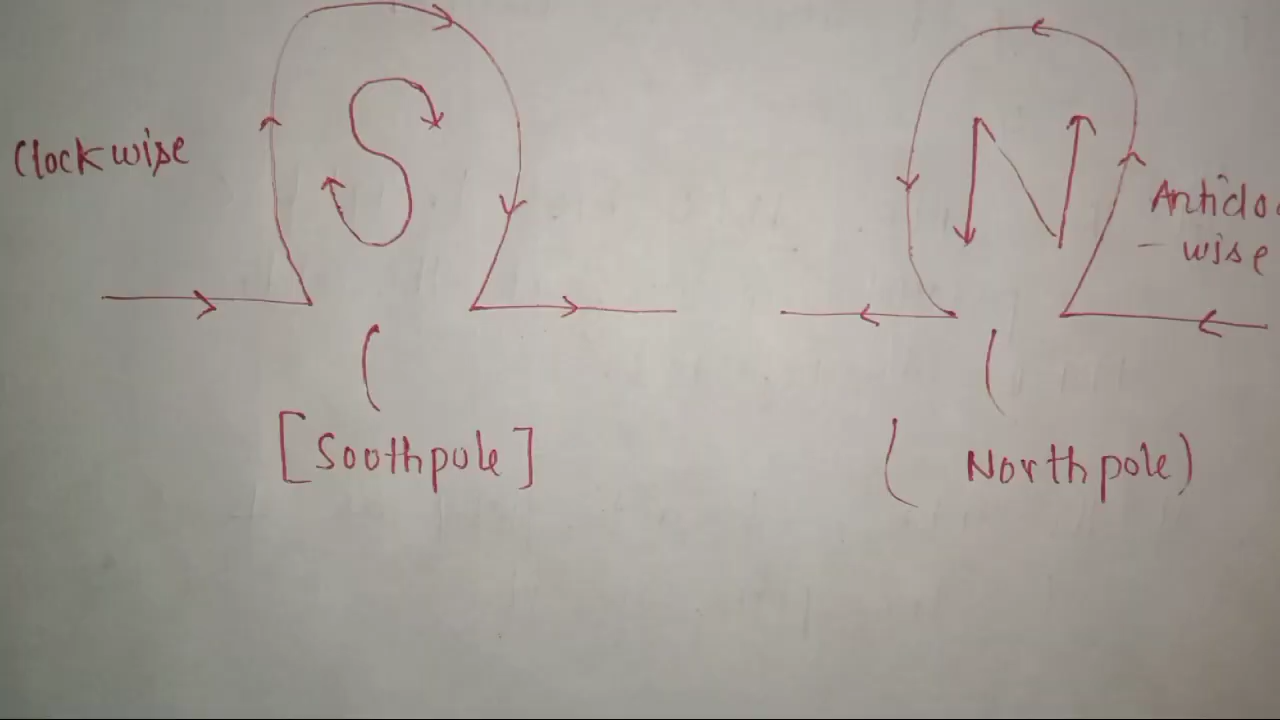 S
N
Clockwise
Anticlo
- wise
(
(
[Soothpole]
( Northpole)